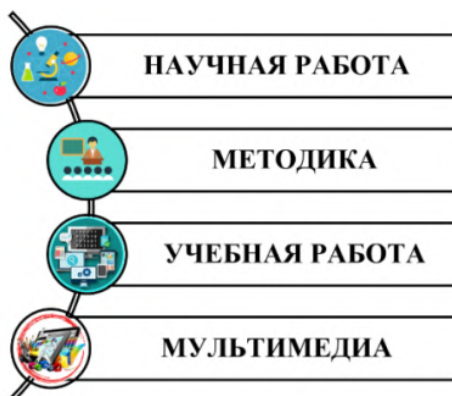 НАУЧНАЯ РАБОТА
МЕТОДИКА
УЧЕБНАЯ РАБОТА
МУЛЬТИМЕДИА